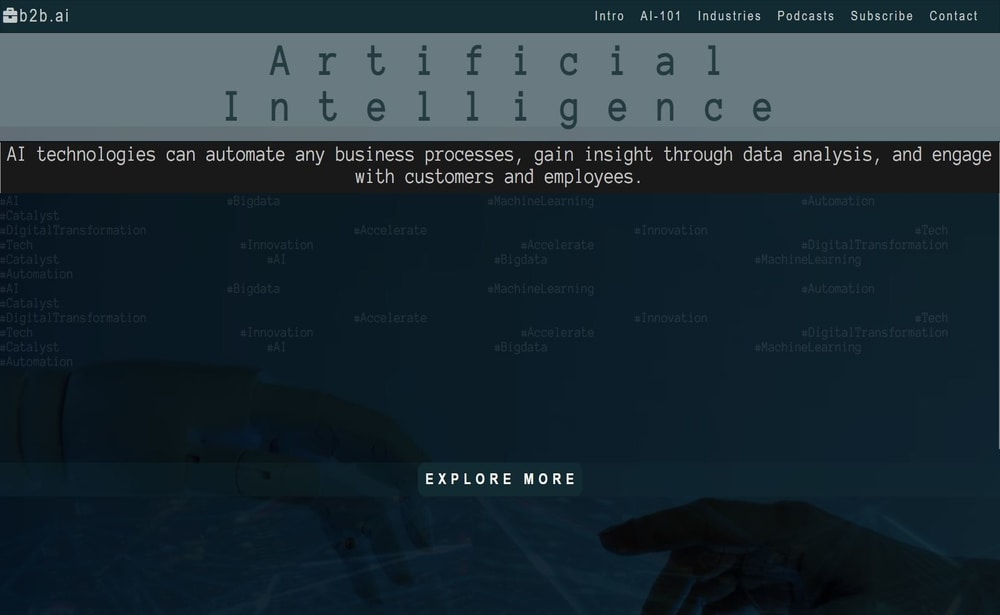 b2b.ai Intro AI-101 Industries Podcasts Subscribe Contact
Artificial
Intelligence
AI technologies can automate any business processes, gain insight through data analysis, and engage
with customers and employees.
#AI #Bigdata #MachineLearning #Automation
#Catalyst
#DigitalTransformation #Accelerate #Innovation #Tech
#Tech #Innovation #Accelerate #DigitalTransformation
#Catalyst #AI #Bigdata #MachineLearning
#Automation
#AI #Bigdata #MachineLearning #Automation
#Catalyst
#DigitalTransformation #Accelerate #Innovation #Tech
#Tech #Innovation #Accelerate #DigitalTransformation
#Catalyst #AI #Bigdata #MachineLearning
#Automation
EXPLORE MORE